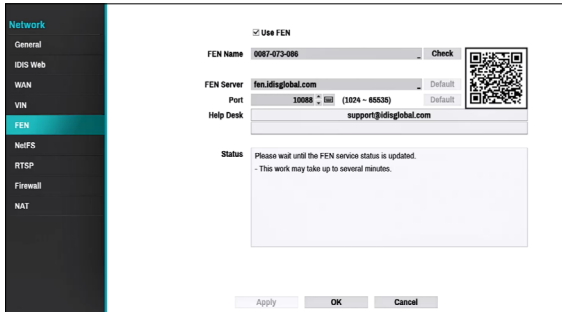 Network
General
IDIS Web
WAN
VIN
FEN
NetFS
RTSP
Firewall
NAT
Use FEN
FEN Name 0087-073-086 Check
FEN Server fen.idisglobal.com Default
Port 10088 (1024 ~ 65535) Default
Help Desk support@idisglobal.com
Status Please wait until the FEN service status is updated.
- This work may take up to several minutes.
Apply OK Cancel